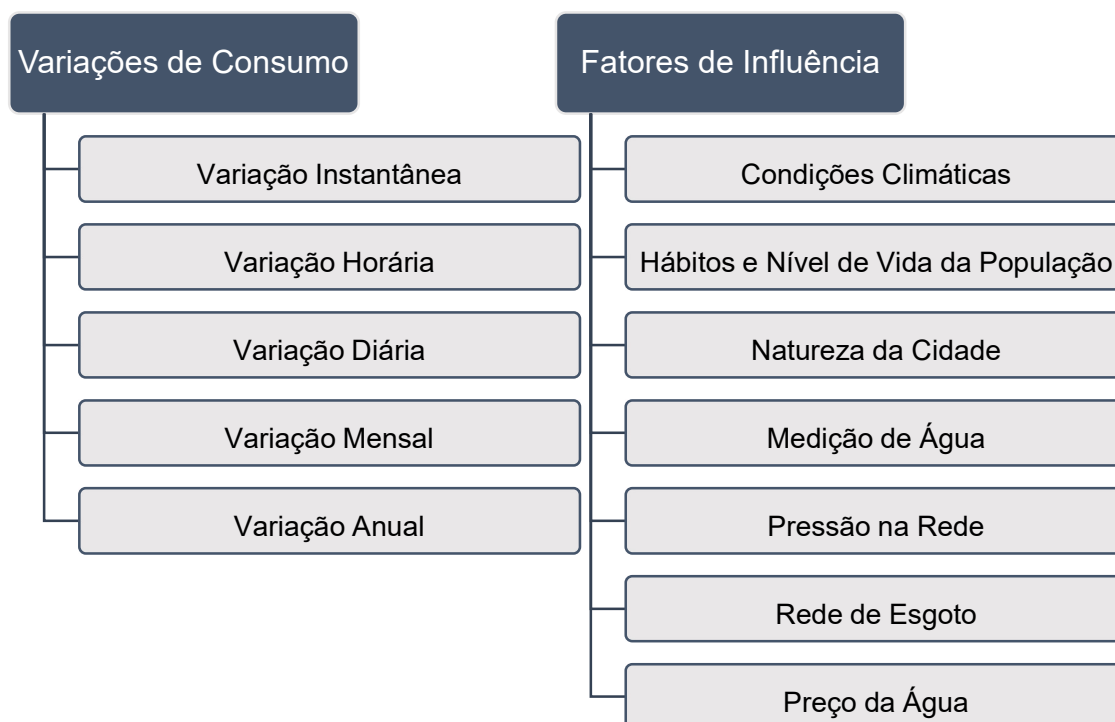 Variações de Consumo
Variação Instantânea
Variação Horária
Variação Diária
Variação Mensal
Variação Anual
Fatores de Influência
Condições Climáticas
Hábitos e Nível de Vida da População
Natureza da Cidade
Medição de Água
Pressão na Rede
Rede de Esgoto
Preço da Água